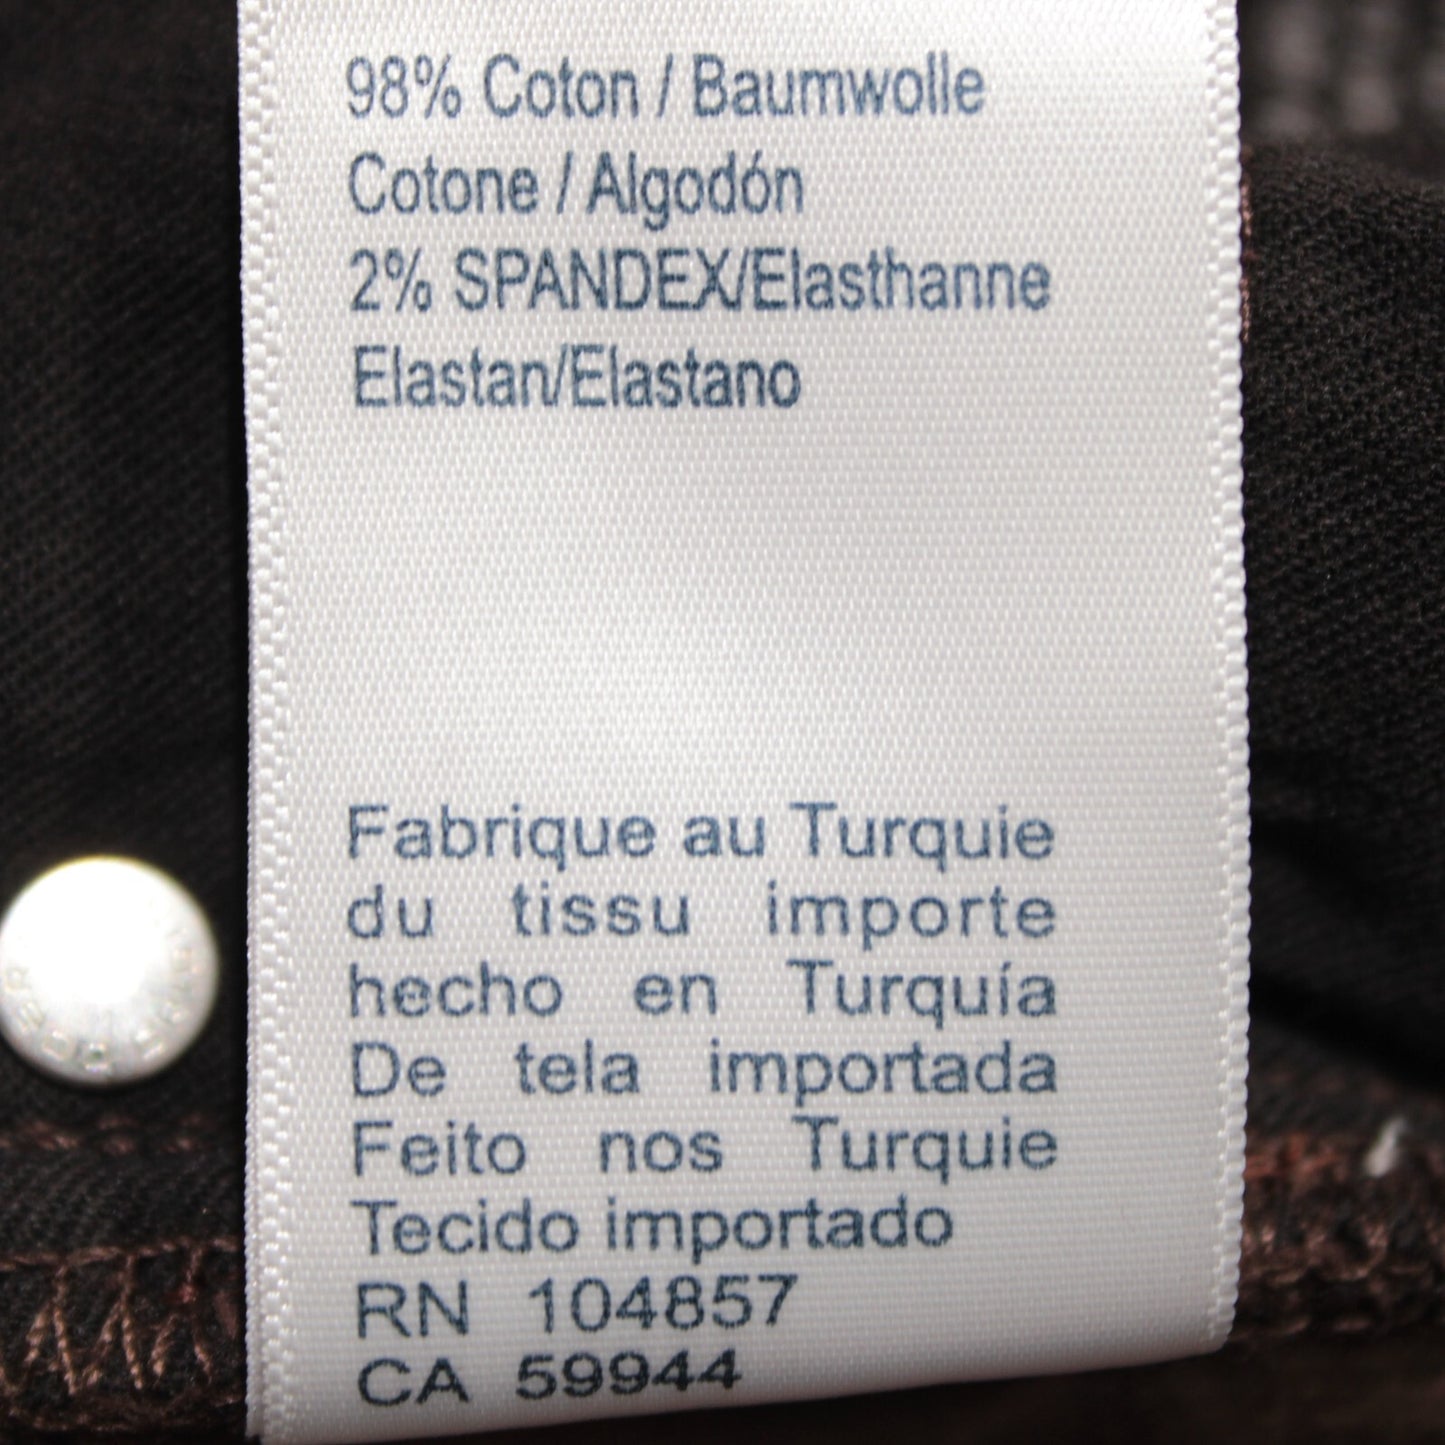 98% Coton / Baumwolle
Cotone / Algodón
2% SPANDEX/Elasthanne
Elastan/Elastano
Fabrique au Turquie
du tissu importe
hecho en Turquía
De tela importada
Feito nos Turquie
Tecido importado
RN 104857
CA 59944